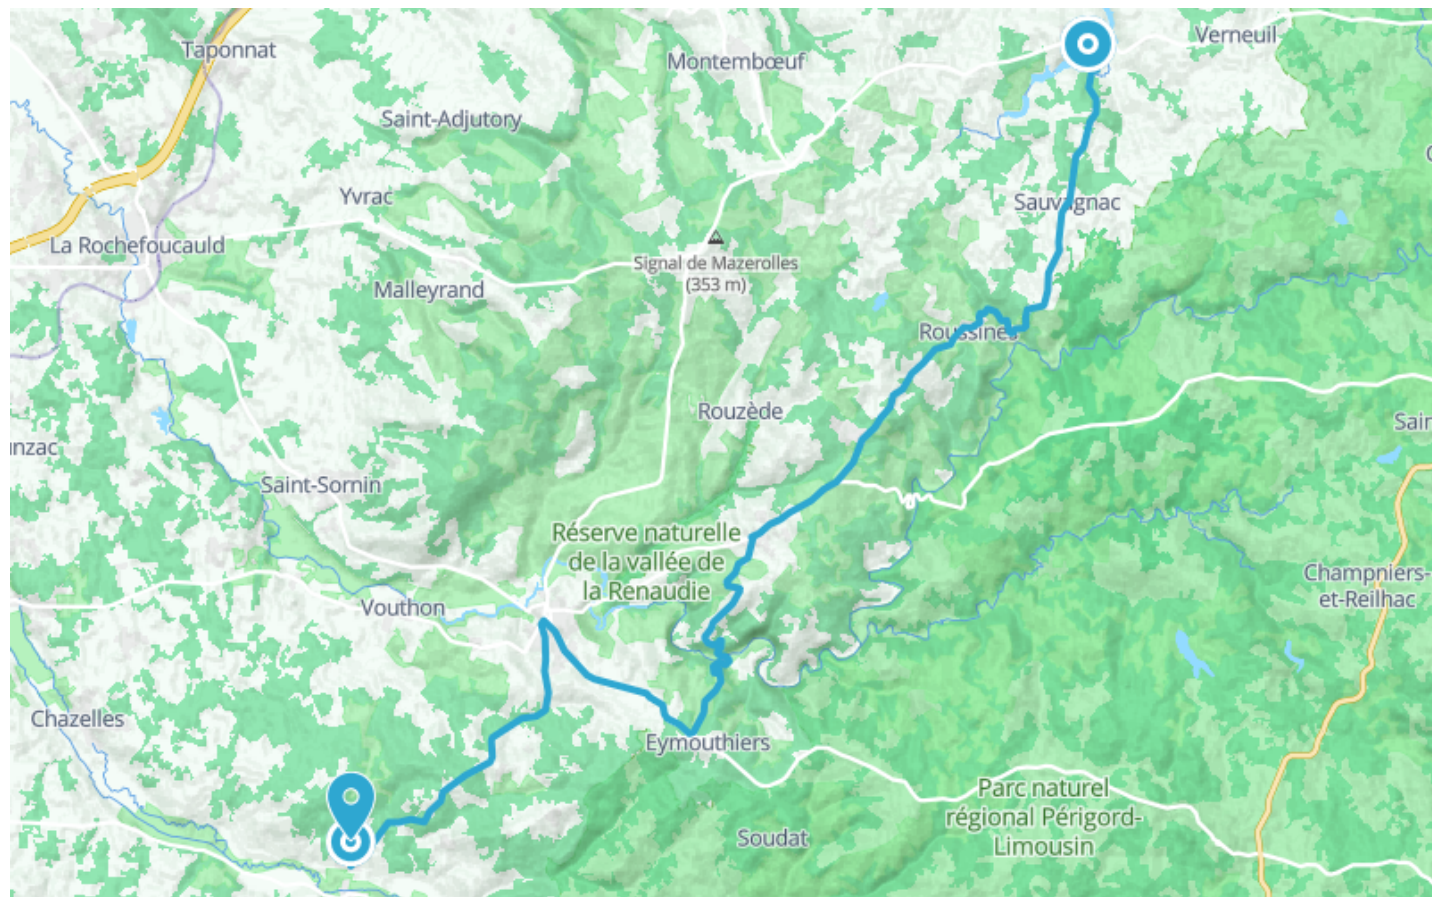 Verneuil
Taponnat
Montembœuf
Saint-Adjutory
Yvrac
Sauvagnac
La Rochefoucauld
Signal de Mazerolles
(353 m)
Malleyrand
Roussines
Rouzède
Sain
unzac
Saint-Sornin
Réserve naturelle
de la vallée de
la Renaudie
Champniers-
et-Reilhac
Vouthon
Chazelles
Eymouthiers
Parc naturel
régional Périgord-
Limousin
Soudat